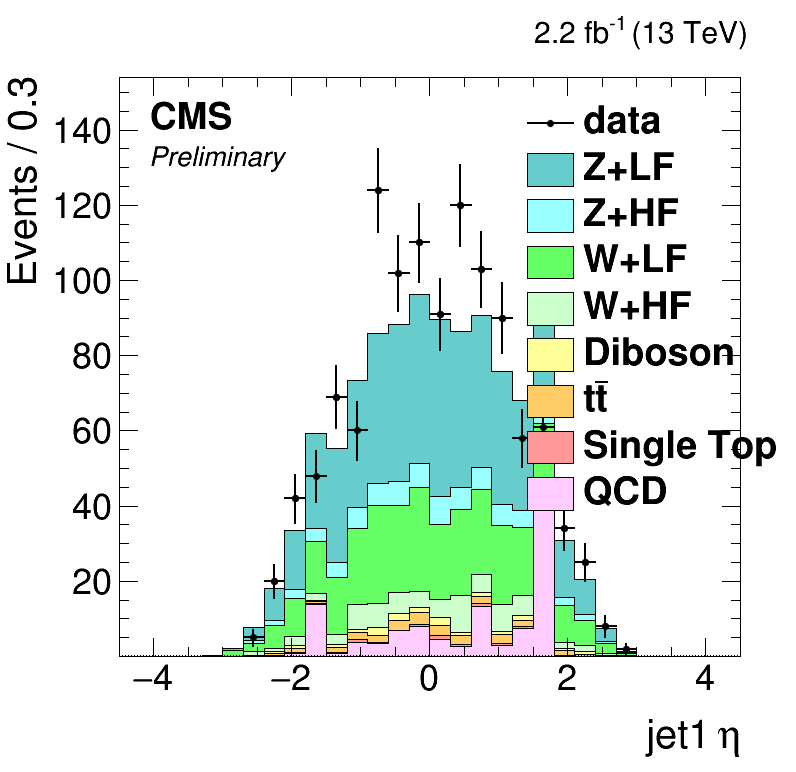 2.2 fb⁻¹ (13 TeV)
Events / 0.3
CMS
Preliminary
data
Z+LF
Z+HF
W+LF
W+HF
Diboson
tt̄
Single Top
QCD
140
120
100
80
60
40
20
−4 −2 0 2 4
jet1 η